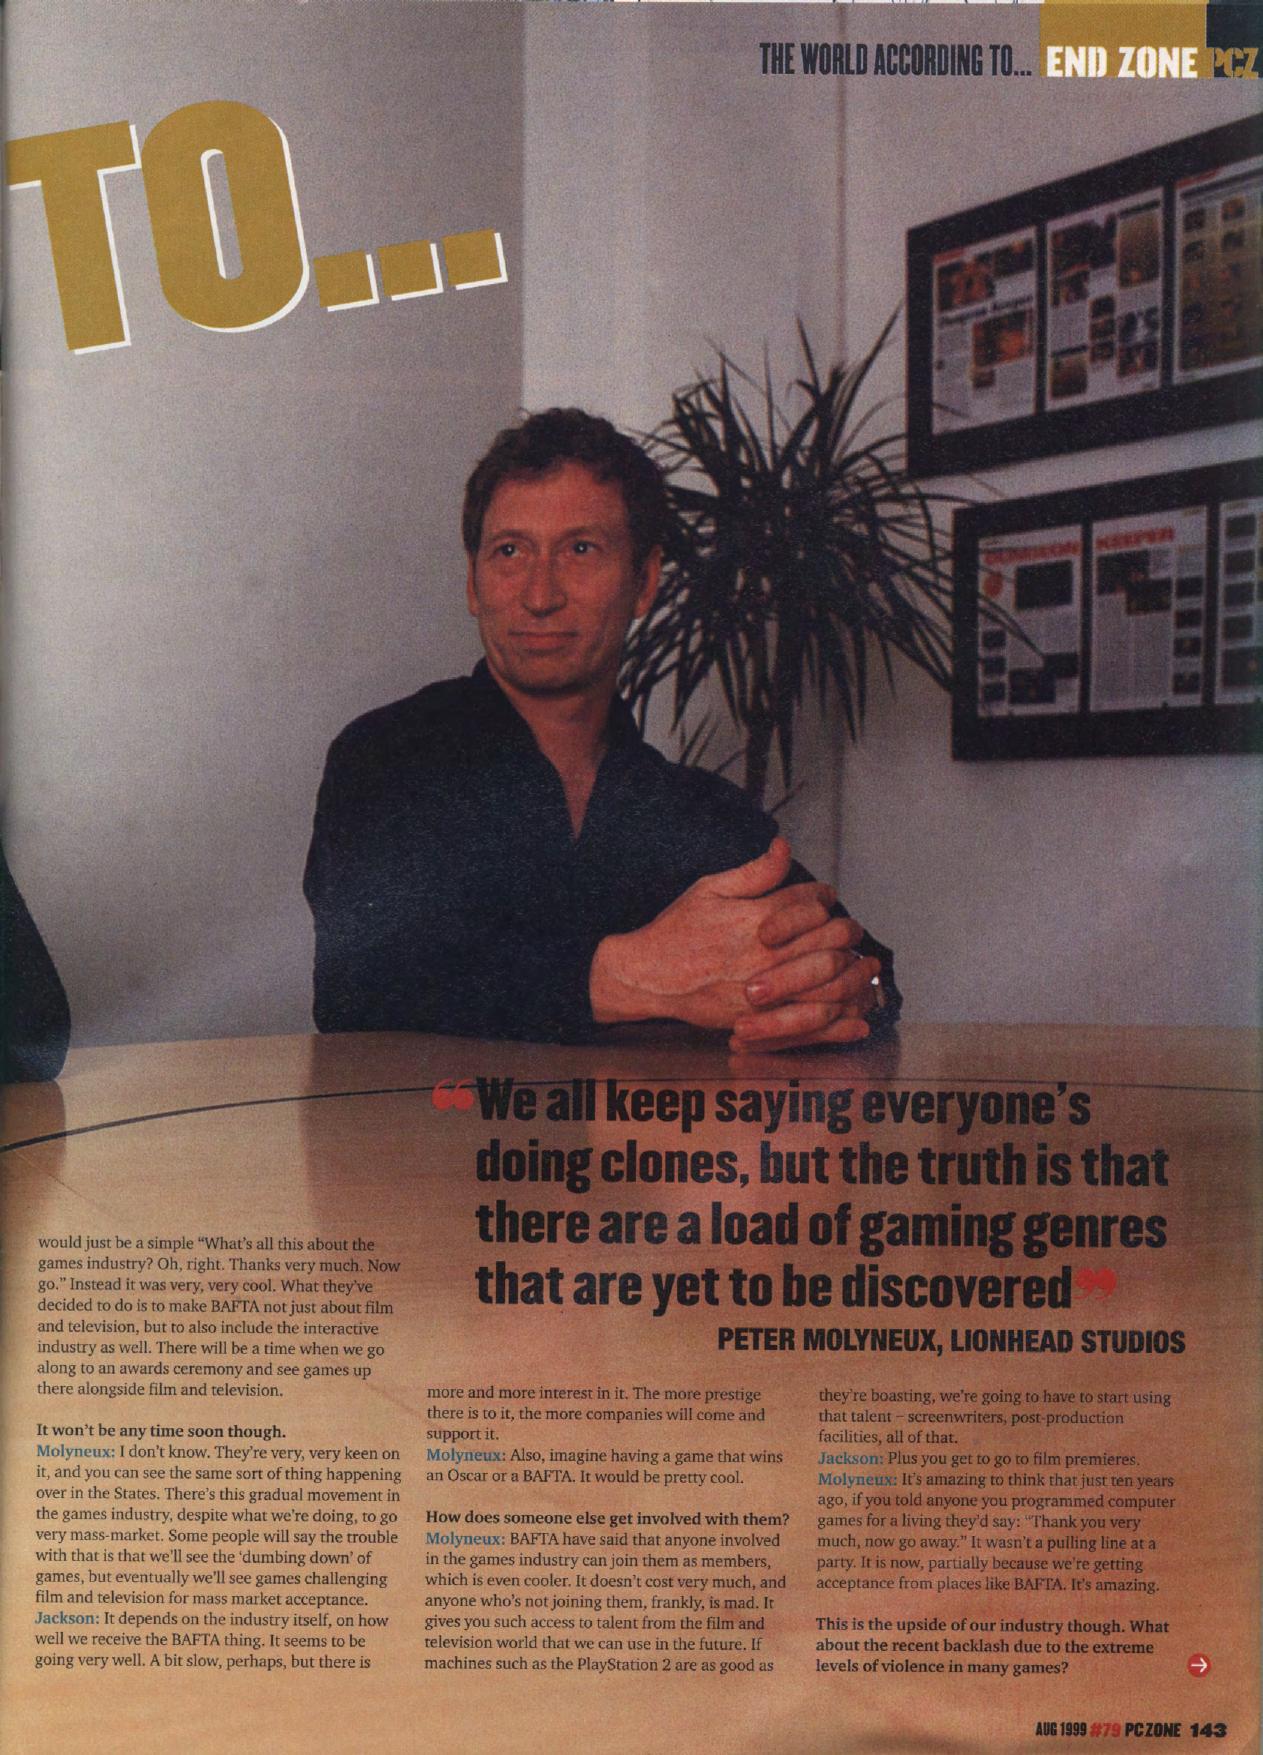 THE WORLD ACCORDING TO... END ZONE PCZ
TO...
“We all keep saying everyone’s
doing clones, but the truth is that
there are a load of gaming genres
that are yet to be discovered”
PETER MOLYNEUX, LIONHEAD STUDIOS
would just be a simple “What’s all this about the
games industry? Oh, right. Thanks very much. Now
go.” Instead it was very, very cool. What they’ve
decided to do is to make BAFTA not just about film
and television, but to also include the interactive
industry as well. There will be a time when we go
along to an awards ceremony and see games up
there alongside film and television.
It won’t be any time soon though.
Molyneux: I don’t know. They’re very, very keen on
it, and you can see the same sort of thing happening
over in the States. There’s this gradual movement in
the games industry, despite what we’re doing, to go
very mass-market. Some people will say the trouble
with that is that we’ll see the ‘dumbing down’ of
games, but eventually we’ll see games challenging
film and television for mass market acceptance.
Jackson: It depends on the industry itself, on how
well we receive the BAFTA thing. It seems to be
going very well. A bit slow, perhaps, but there is
more and more interest in it. The more prestige
there is to it, the more companies will come and
support it.
Molyneux: Also, imagine having a game that wins
an Oscar or a BAFTA. It would be pretty cool.
How does someone else get involved with them?
Molyneux: BAFTA have said that anyone involved
in the games industry can join them as members,
which is even cooler. It doesn’t cost very much, and
anyone who’s not joining them, frankly, is mad. It
gives you such access to talent from the film and
television world that we can use in the future. If
machines such as the PlayStation 2 are as good as
they’re boasting, we’re going to have to start using
that talent – screenwriters, post-production
facilities, all of that.
Jackson: Plus you get to go to film premieres.
Molyneux: It’s amazing to think that just ten years
ago, if you told anyone you programmed computer
games for a living they’d say: “Thank you very
much, now go away.” It wasn’t a pulling line at a
party. It is now, partially because we’re getting
acceptance from places like BAFTA. It’s amazing.
This is the upside of our industry though. What
about the recent backlash due to the extreme
levels of violence in many games?
AUG 1999 #79 PC ZONE 143